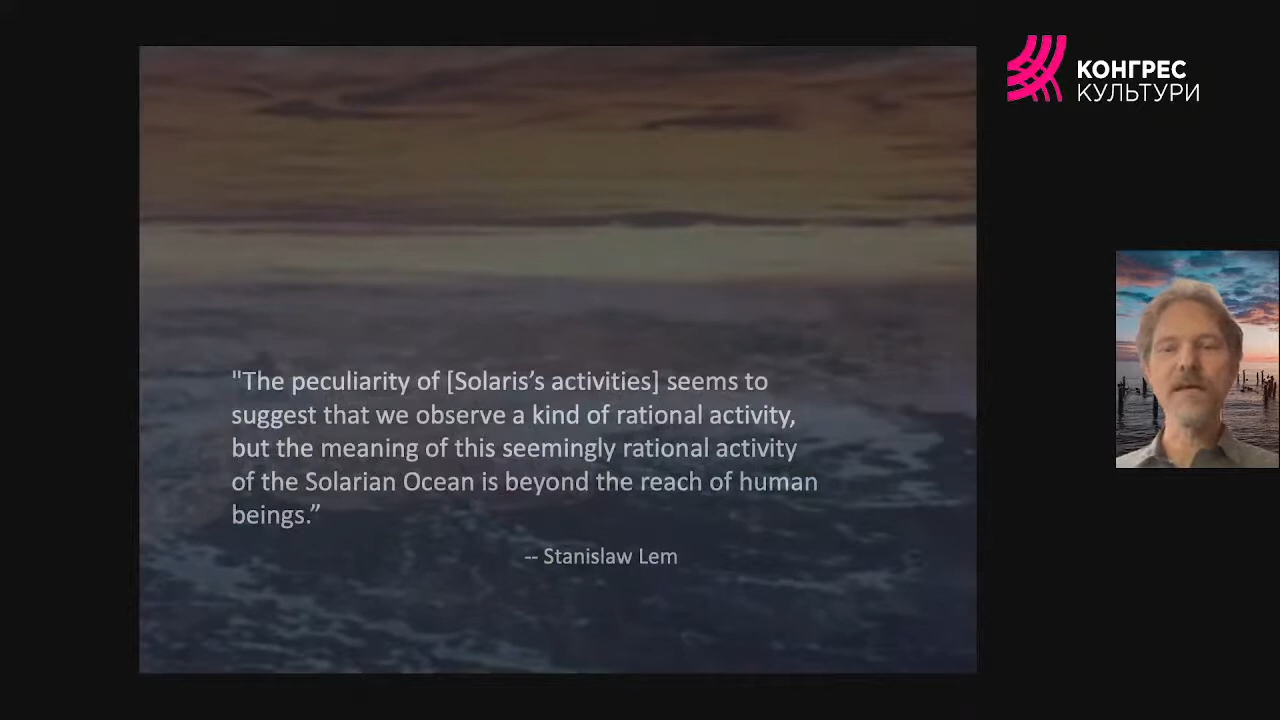 КОНГРЕС
КУЛЬТУРИ
"The peculiarity of [Solaris’s activities] seems to
suggest that we observe a kind of rational activity,
but the meaning of this seemingly rational activity
of the Solarian Ocean is beyond the reach of human
beings.”
-- Stanislaw Lem